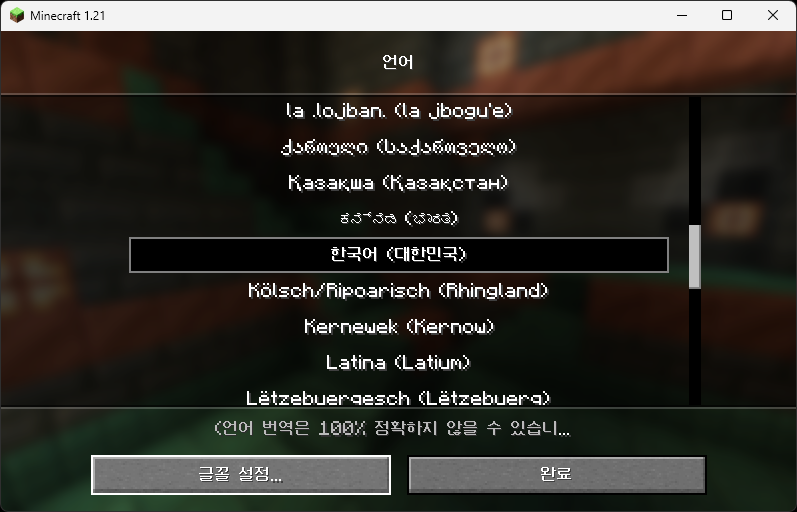 Minecraft 1.21
언어
la .lojban. (la jbogu'e)
ქართული (საქართველო)
Қазақша (Қазақстан)
ಕನ್ನಡ (ಭಾರತ)
한국어 (대한민국)
Kölsch/Ripoarisch (Rhingland)
Kernewek (Kernow)
Latina (Latium)
Lëtzebuergesch (Lëtzebuerg)
(언어 번역은 100% 정확하지 않을 수 있습니...
글꼴 설정...
완료